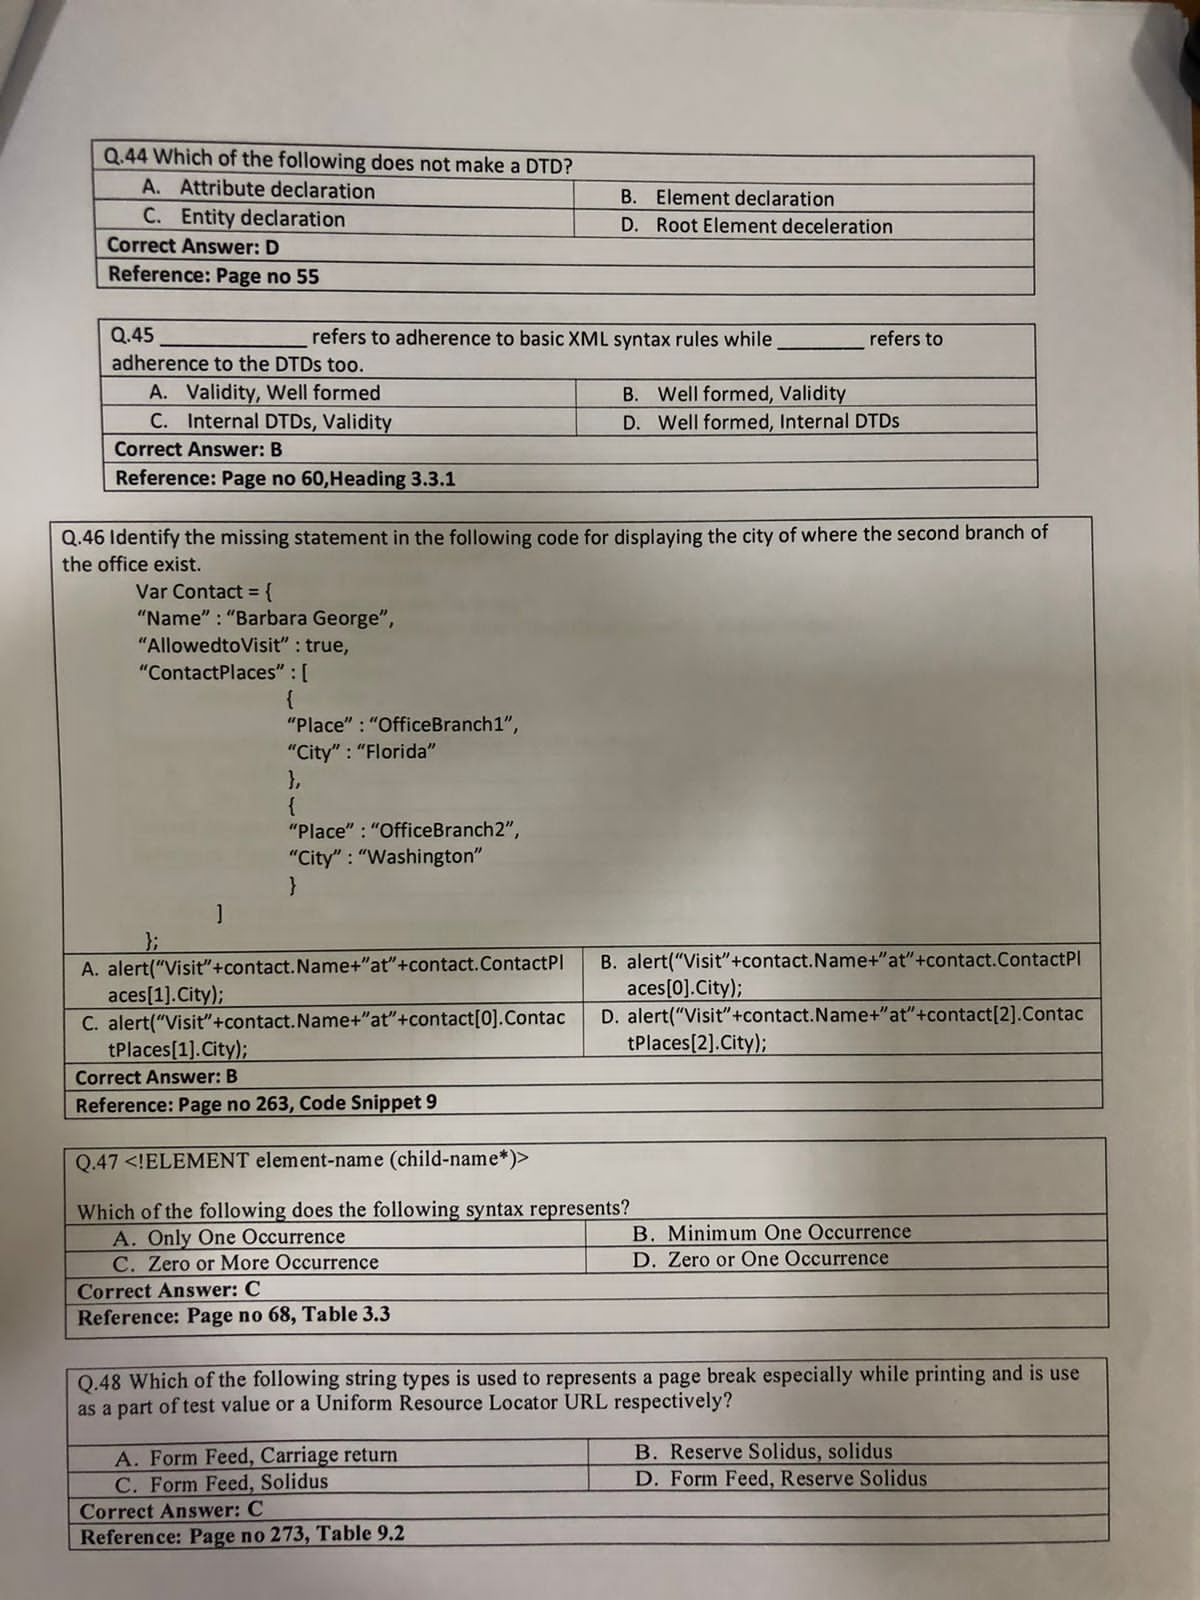 Q.44 Which of the following does not make a DTD?
A. Attribute declaration
B. Element declaration
C. Entity declaration
D. Root Element deceleration
Correct Answer: D
Reference: Page no 55
Q.45 ______________ refers to adherence to basic XML syntax rules while ________ refers to
adherence to the DTDs too.
A. Validity, Well formed
B. Well formed, Validity
C. Internal DTDs, Validity
D. Well formed, Internal DTDs
Correct Answer: B
Reference: Page no 60,Heading 3.3.1
Q.46 Identify the missing statement in the following code for displaying the city of where the second branch of
the office exist.
Var Contact = {
“Name” : “Barbara George”,
“AllowedtoVisit” : true,
“ContactPlaces” : [
{
“Place” : “OfficeBranch1”,
“City” : “Florida”
},
{
“Place” : “OfficeBranch2”,
“City” : “Washington”
}
]
};
A. alert(“Visit”+contact.Name+”at”+contact.ContactPl
aces[1].City);
B. alert(“Visit”+contact.Name+”at”+contact.ContactPl
aces[0].City);
C. alert(“Visit”+contact.Name+”at”+contact[0].Contac
tPlaces[1].City);
D. alert(“Visit”+contact.Name+”at”+contact[2].Contac
tPlaces[2].City);
Correct Answer: B
Reference: Page no 263, Code Snippet 9
Q.47 <!ELEMENT element-name (child-name*)>
Which of the following does the following syntax represents?
A. Only One Occurrence
B. Minimum One Occurrence
C. Zero or More Occurrence
D. Zero or One Occurrence
Correct Answer: C
Reference: Page no 68, Table 3.3
Q.48 Which of the following string types is used to represents a page break especially while printing and is use
as a part of test value or a Uniform Resource Locator URL respectively?
A. Form Feed, Carriage return
B. Reserve Solidus, solidus
C. Form Feed, Solidus
D. Form Feed, Reserve Solidus
Correct Answer: C
Reference: Page no 273, Table 9.2